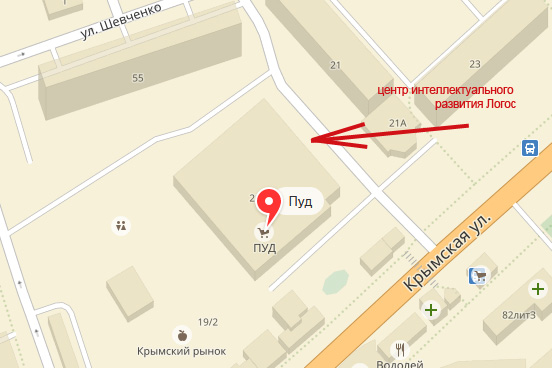 ул. Шевченко
55
21
23
центр интеллектуального
развития Логос
21А
Пуд
ПУД
Крымская ул.
19/2
Крымский рынок
82лит3
Водолей